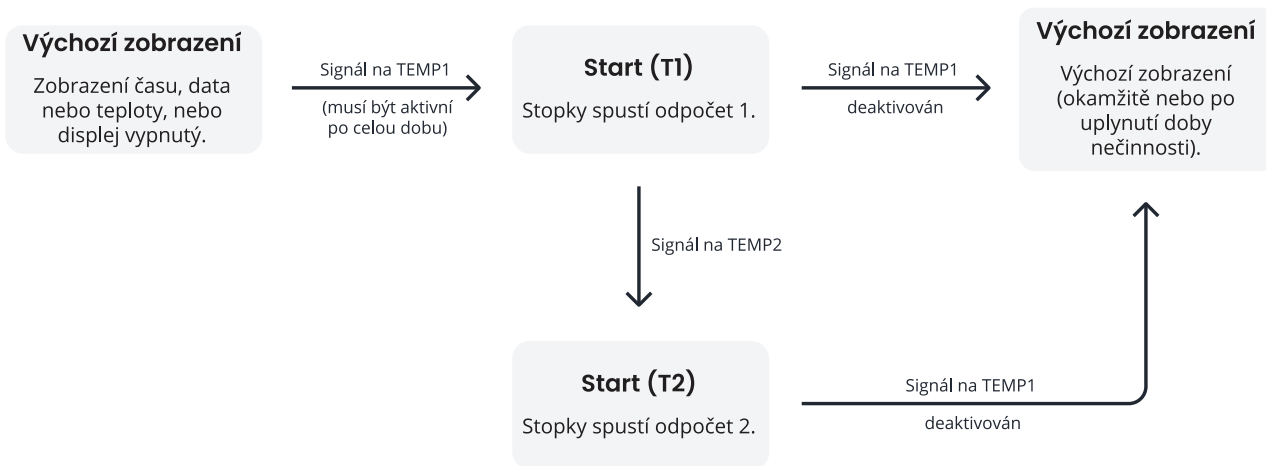 Výchozí zobrazení
Zobrazení času, data
nebo teploty, nebo
displej vypnutý.
Signál na TEMP1
(musí být aktivní
po celou dobu)
Start (T1)
Stopky spustí odpočet 1.
Signál na TEMP1
deaktivován
Výchozí zobrazení
Výchozí zobrazení
(okamžitě nebo po
uplynutí doby
nečinnosti).
Signál na TEMP2
Start (T2)
Stopky spustí odpočet 2.
Signál na TEMP1
deaktivován